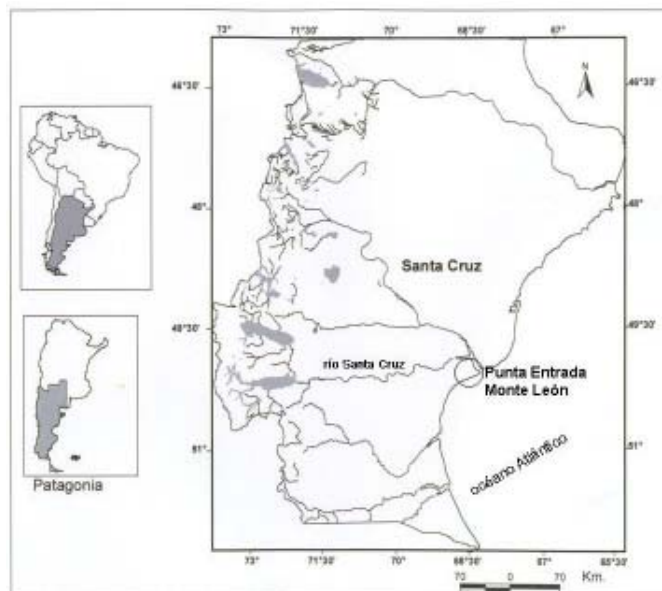 73° 71°30' 70° 68°30' 67°
N
46°30' 46°30'
48° 48°
Santa Cruz
49°30' 49°30'
río Santa Cruz
Punta Entrada
Monte León
51° 51°
océano Atlántico
Patagonia
73° 71°30' 70° 68°30' 67° 65°30'
70 0 70 Km.